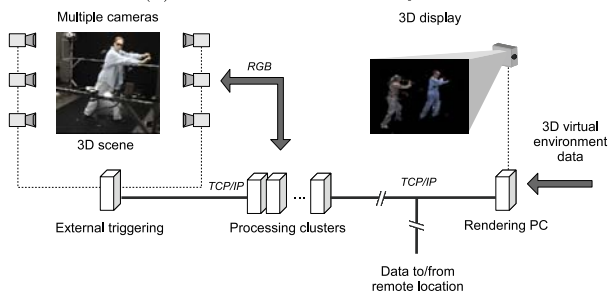 Multiple cameras
3D display
RGB
3D scene
3D virtual
environment
data
TCP/IP
TCP/IP
External triggering
Processing clusters
Rendering PC
Data to/from
remote location